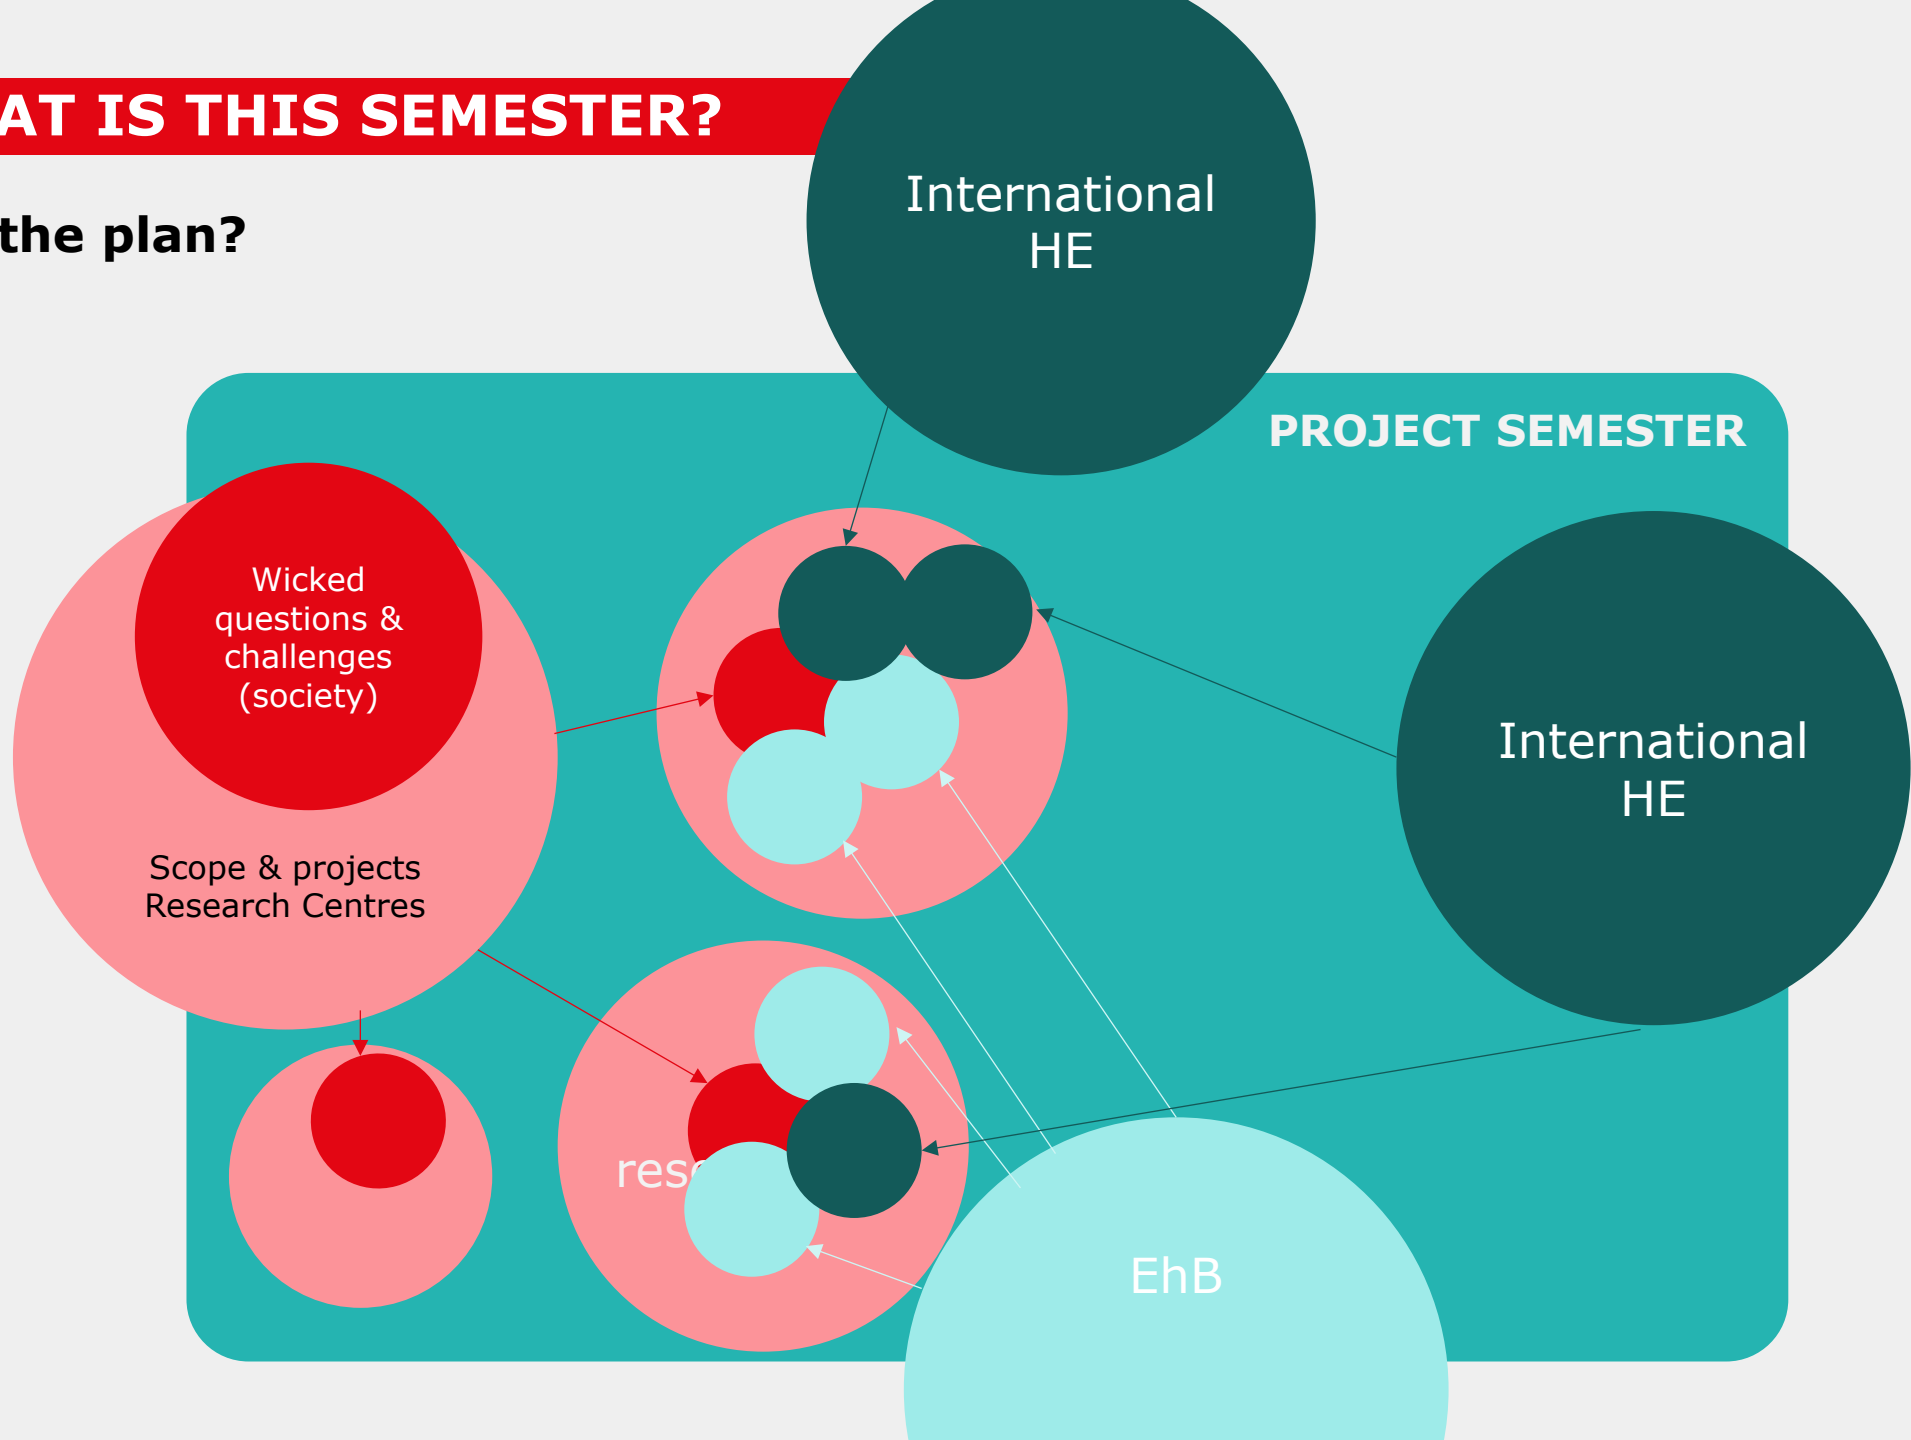 AT IS THIS SEMESTER?
the plan?
International
HE
PROJECT SEMESTER
Wicked
questions &
challenges
(society)
International
HE
Scope & projects
Research Centres
EhB